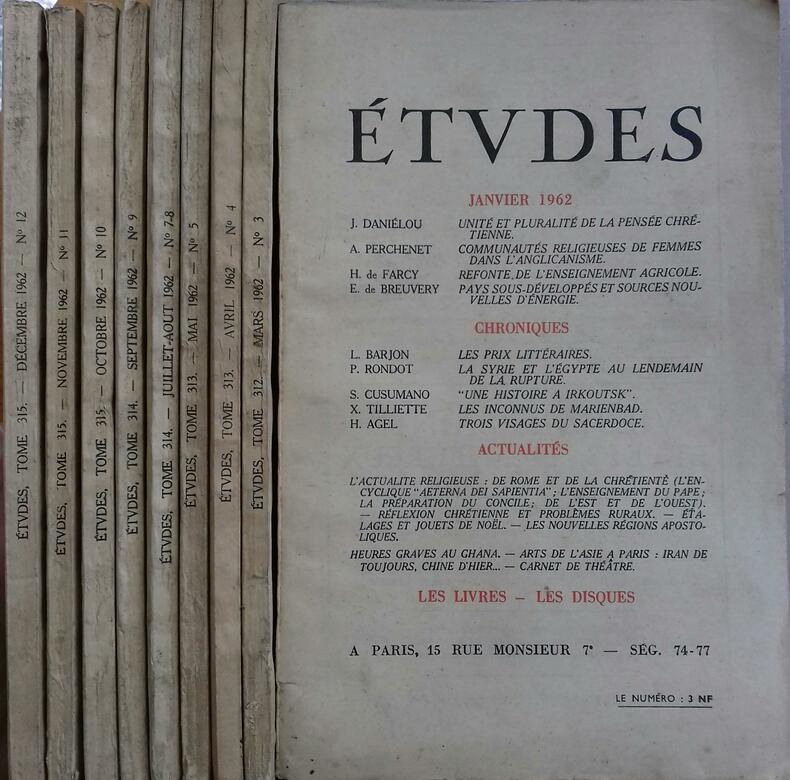 ÉTVDES, TOME 315. — DÉCEMBRE 1962 — Nº 12
ÉTVDES, TOME 315. — NOVEMBRE 1962 — Nº 11
ÉTVDES, TOME 315. — OCTOBRE 1962 — Nº 10
ÉTVDES, TOME 314. — SEPTEMBRE 1962 — Nº 9
ÉTVDES, TOME 314. — JUILLET-AOUT 1962 — Nº 7-8
ÉTVDES, TOME 313. — MAI 1962 — Nº 5
ÉTVDES, TOME 313. — AVRIL 1962 — Nº 4
ÉTVDES, TOME 312. — MARS 1962 — Nº 3
ÉTVDES
JANVIER 1962
J. DANIÉLOU UNITÉ ET PLURALITÉ DE LA PENSÉE CHRÉ-
TIENNE.
A. PERCHENET COMMUNAUTÉS RELIGIEUSES DE FEMMES
DANS L'ANGLICANISME.
H. de FARCY REFONTE DE L'ENSEIGNEMENT AGRICOLE.
E. de BREUVERY PAYS SOUS-DÉVELOPPÉS ET SOURCES NOU-
VELLES D'ÉNERGIE.
CHRONIQUES
L. BARJON LES PRIX LITTÉRAIRES.
P. RONDOT LA SYRIE ET L'ÉGYPTE AU LENDEMAIN
DE LA RUPTURE.
S. CUSUMANO "UNE HISTOIRE A IRKOUTSK".
X. TILLIETTE LES INCONNUS DE MARIENBAD.
H. AGEL TROIS VISAGES DU SACERDOCE.
ACTUALITÉS
L'ACTUALITE RELIGIEUSE : DE ROME ET DE LA CHRÉTIENTÉ (L'EN-
CYCLIQUE "AETERNA DEI SAPIENTIA" ; L'ENSEIGNEMENT DU PAPE ;
LA PRÉPARATION DU CONCILE ; DE L'EST ET DE L'OUEST).
— RÉFLEXION CHRÉTIENNE ET PROBLÈMES RURAUX. — ÉTA-
LAGES ET JOUETS DE NOËL. — LES NOUVELLES RÉGIONS APOSTO-
LIQUES.
HEURES GRAVES AU GHANA. — ARTS DE L'ASIE A PARIS : IRAN DE
TOUJOURS, CHINE D'HIER... — CARNET DE THÉÂTRE.
LES LIVRES – LES DISQUES
A PARIS, 15 RUE MONSIEUR 7ᵉ — SÉG. 74-77
LE NUMÉRO : 3 NF